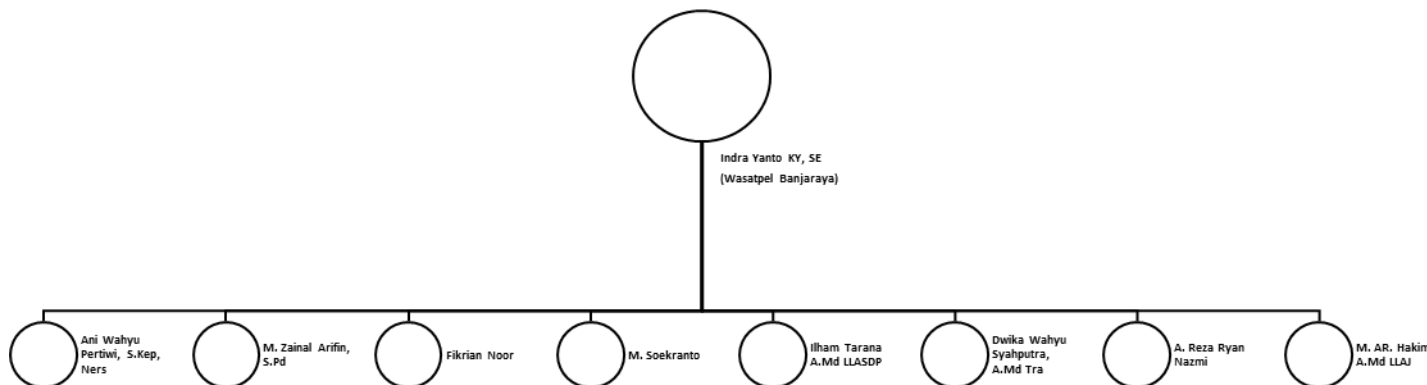 Indra Yanto KY, SE
(Wasatpel Banjaraya)
Ani Wahyu
Pertiwi, S.Kep,
Ners
M. Zainal Arifin,
S.Pd
Fikrian Noor
M. Soekranto
Ilham Tarana
A.Md LLASDP
Dwika Wahyu
Syahputra,
A.Md Tra
A. Reza Ryan
Nazmi
M. AR. Hakim
A.Md LLAJ